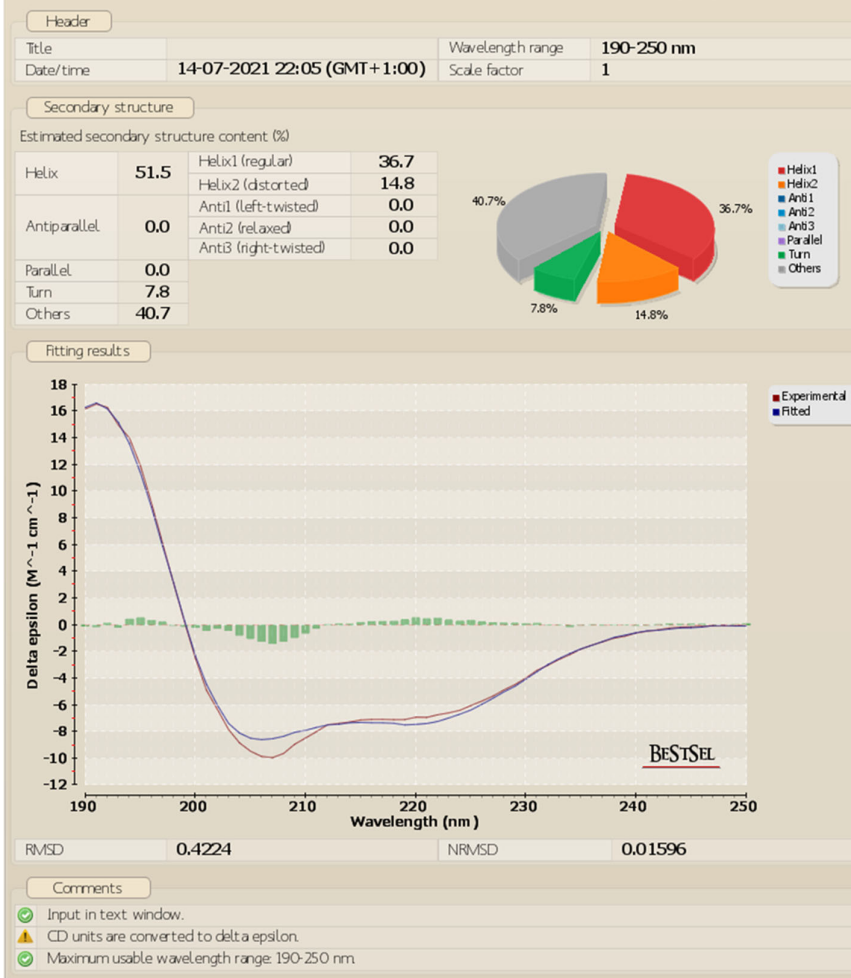 Header
Title
Wavelength range 190-250 nm
Date/time 14-07-2021 22:05 (GMT+1:00) Scale factor 1
Secondary structure
Estimated secondary structure content (%)
Helix 51.5 Helix1 (regular) 36.7
Helix2 (distorted) 14.8
Antiparallel 0.0 Anti1 (left-twisted) 0.0
Anti2 (relaxed) 0.0
Anti3 (right-twisted) 0.0
Parallel 0.0
Turn 7.8
Others 40.7
40.7%
36.7%
7.8%
14.8%
Helix1
Helix2
Anti1
Anti2
Anti3
Parallel
Turn
Others
Fitting results
Delta epsilon (M^-1 cm^-1)
18
16
14
12
10
8
6
4
2
0
-2
-4
-6
-8
-10
-12
190 200 210 220 230 240 250
Wavelength (nm)
Experimental
Fitted
BESTSEL
RMSD 0.4224 NRMSD 0.01596
Comments
Input in text window.
CD units are converted to delta epsilon.
Maximum usable wavelength range: 190-250 nm.